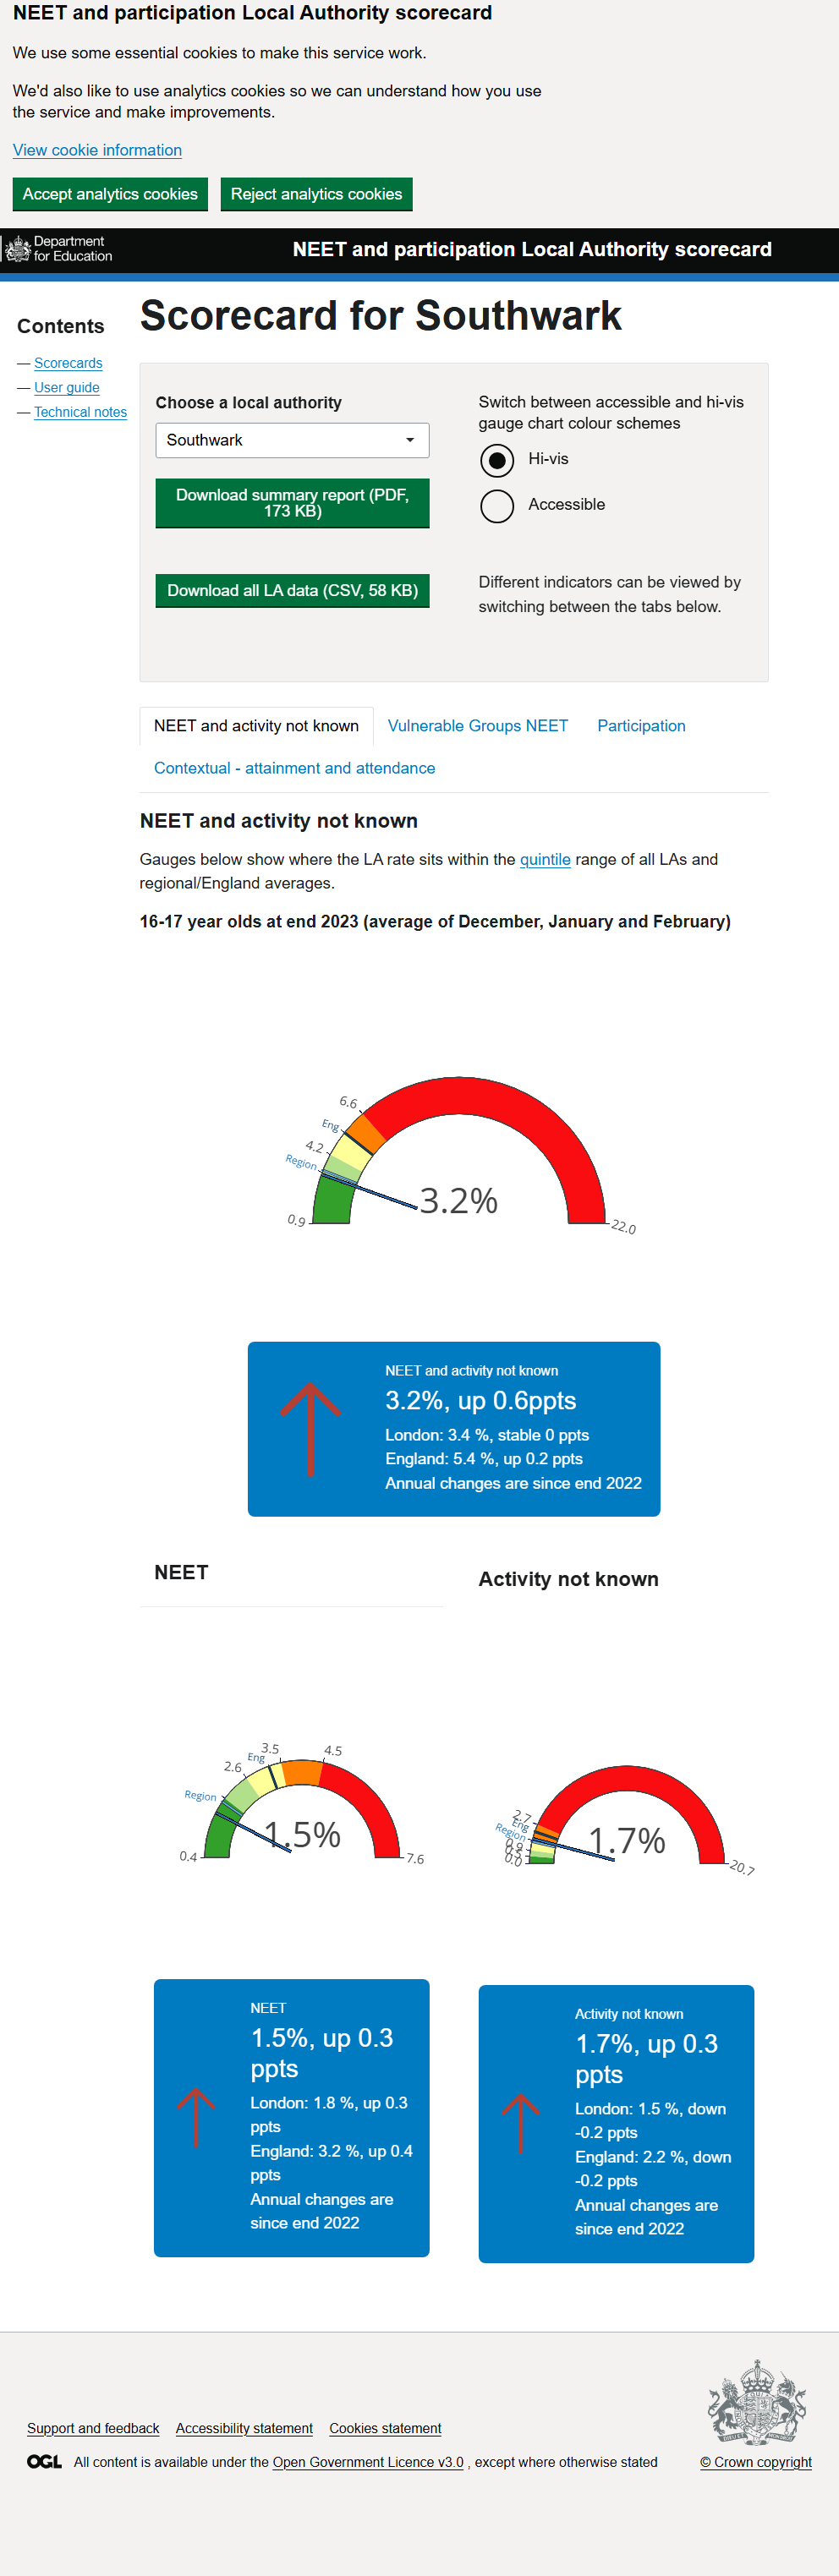 NEET and participation Local Authority scorecard
We use some essential cookies to make this service work.
We'd also like to use analytics cookies so we can understand how you use
the service and make improvements.
View cookie information
Accept analytics cookies
Reject analytics cookies
Department
for Education
NEET and participation Local Authority scorecard
Contents
— Scorecards
— User guide
— Technical notes
Scorecard for Southwark
Choose a local authority
Southwark
Download summary report (PDF,
173 KB)
Download all LA data (CSV, 58 KB)
Switch between accessible and hi-vis
gauge chart colour schemes
Hi-vis
Accessible
Different indicators can be viewed by
switching between the tabs below.
NEET and activity not known
Vulnerable Groups NEET
Participation
Contextual - attainment and attendance
NEET and activity not known
Gauges below show where the LA rate sits within the quintile range of all LAs and
regional/England averages.
16-17 year olds at end 2023 (average of December, January and February)
6.6
Eng
4.2
Region
0.9
3.2%
22.0
NEET and activity not known
3.2%, up 0.6ppts
London: 3.4 %, stable 0 ppts
England: 5.4 %, up 0.2 ppts
Annual changes are since end 2022
NEET
3.5
4.5
Eng
2.6
Region
0.4
1.5%
7.6
NEET
1.5%, up 0.3
ppts
London: 1.8 %, up 0.3
ppts
England: 3.2 %, up 0.4
ppts
Annual changes are
since end 2022
Activity not known
2.7
Eng
Region
0.9
0.0
1.7%
20.7
Activity not known
1.7%, up 0.3
ppts
London: 1.5 %, down
-0.2 ppts
England: 2.2 %, down
-0.2 ppts
Annual changes are
since end 2022
Support and feedback
Accessibility statement
Cookies statement
OGL
All content is available under the Open Government Licence v3.0 , except where otherwise stated
© Crown copyright